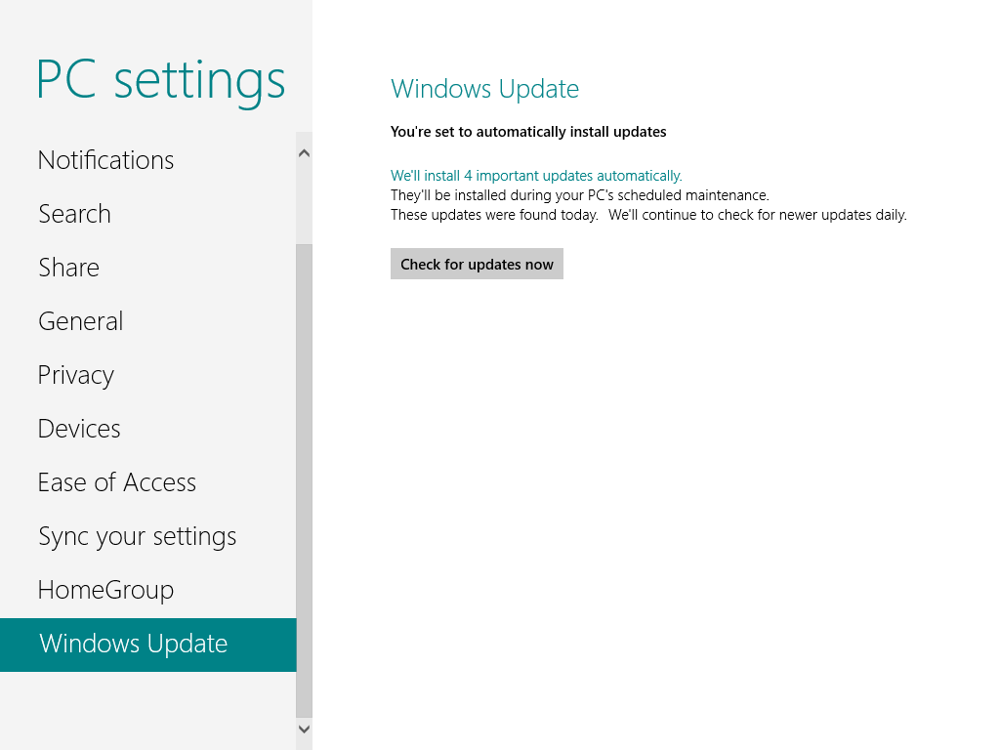 PC settings
Notifications
Search
Share
General
Privacy
Devices
Ease of Access
Sync your settings
HomeGroup
Windows Update
Windows Update
You're set to automatically install updates
We'll install 4 important updates automatically.
They'll be installed during your PC's scheduled maintenance.
These updates were found today. We'll continue to check for newer updates daily.
Check for updates now